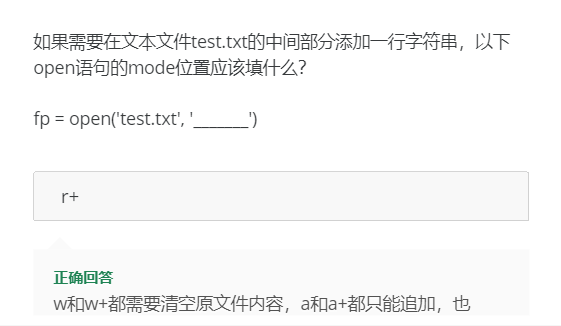 如果需要在文本文件test.txt的中间部分添加一行字符串，以下
open语句的mode位置应该填什么？
fp = open('test.txt', '_______')
r+
正确回答
w和w+都需要清空原文件内容，a和a+都只能追加，也